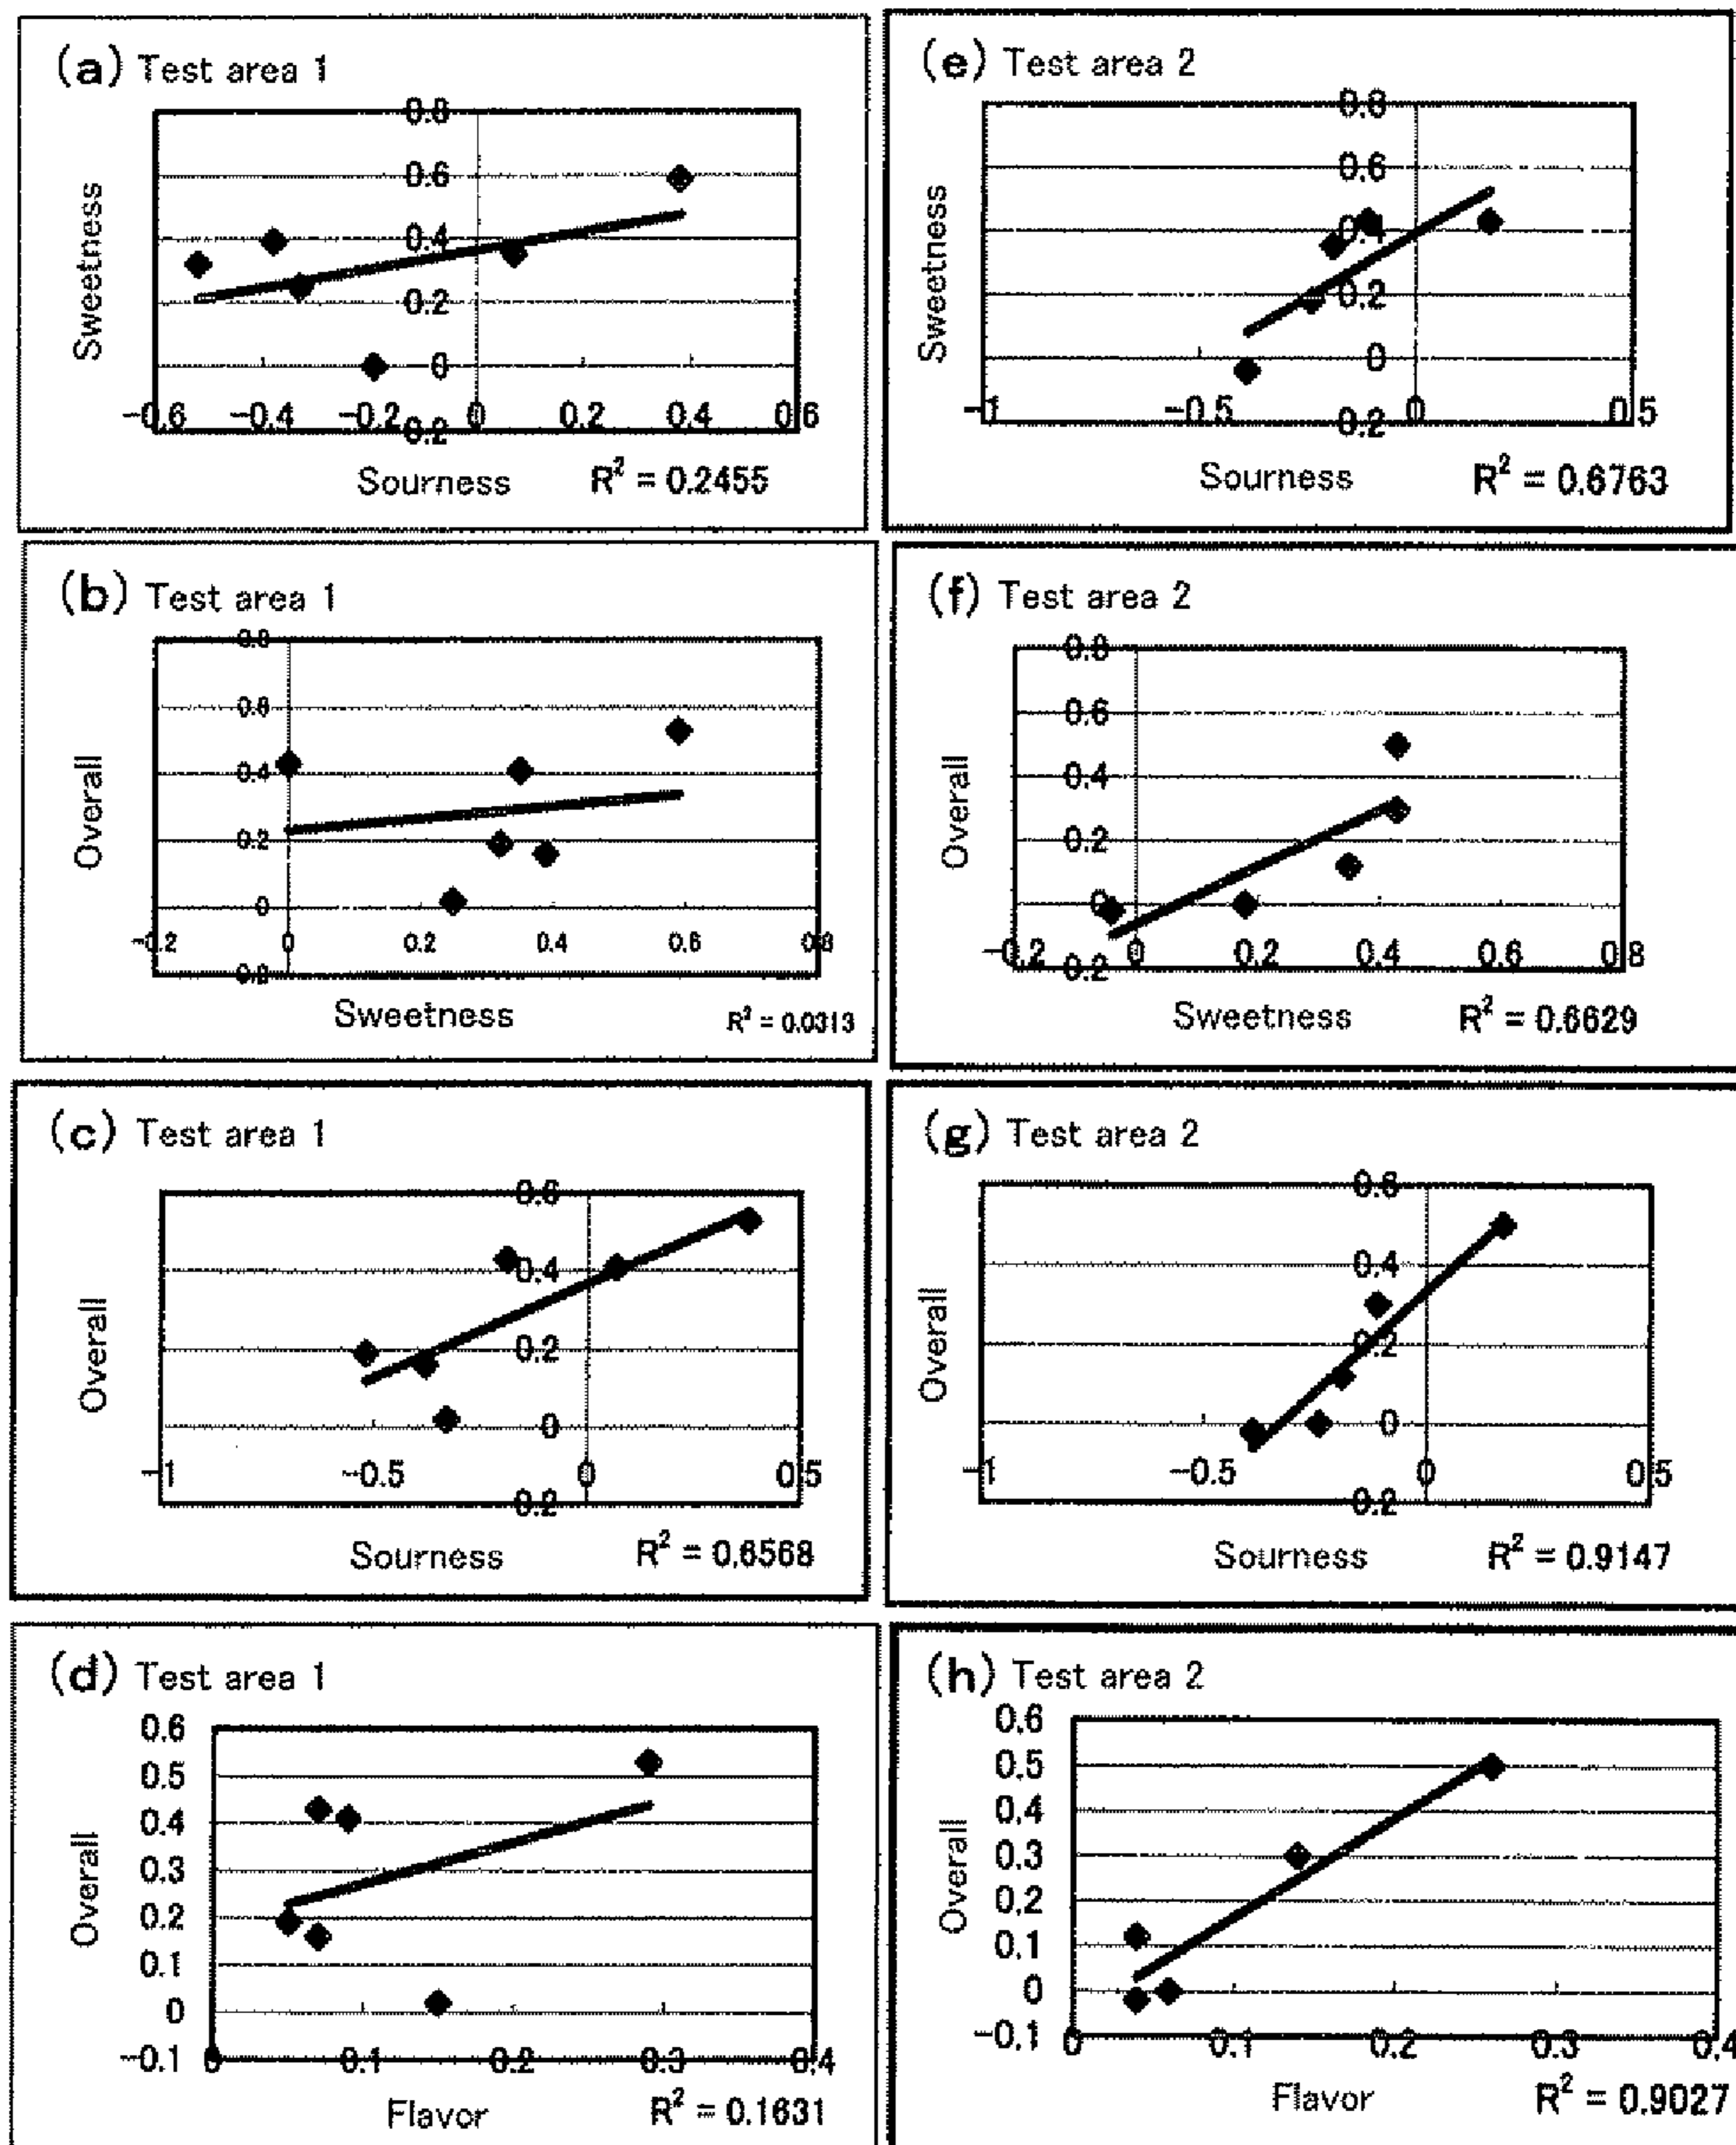 (a) Test area 1
Sweetness
0.8
0.6
0.4
0.2
0
-0.6 -0.4 -0.2 0 0.2 0.4 0.6
0.2
Sourness R² = 0.2455
(b) Test area 1
Overall
0.8
0.6
0.4
0.2
0
-0.2 0 0.2 0.4 0.6 0.8
0.2
Sweetness R² = 0.0313
(c) Test area 1
Overall
0.6
0.4
0.2
0
-1 -0.5 0 0.5
0.2
Sourness R² = 0.6568
(d) Test area 1
Overall
0.6
0.5
0.4
0.3
0.2
0.1
0
-0.1
0 0.1 0.2 0.3 0.4
Flavor R² = 0.1631
(e) Test area 2
Sweetness
0.8
0.6
0.4
0.2
0
-1 -0.5 0 0.5
0.2
Sourness R² = 0.6763
(f) Test area 2
Overall
0.8
0.6
0.4
0.2
0
-0.2 0 0.2 0.4 0.6 0.8
0.2
Sweetness R² = 0.6629
(g) Test area 2
Overall
0.6
0.4
0.2
0
-1 -0.5 0 0.5
0.2
Sourness R² = 0.9147
(h) Test area 2
Overall
0.6
0.5
0.4
0.3
0.2
0.1
0
-0.1
0 0.1 0.2 0.3 0.4
Flavor R² = 0.9027